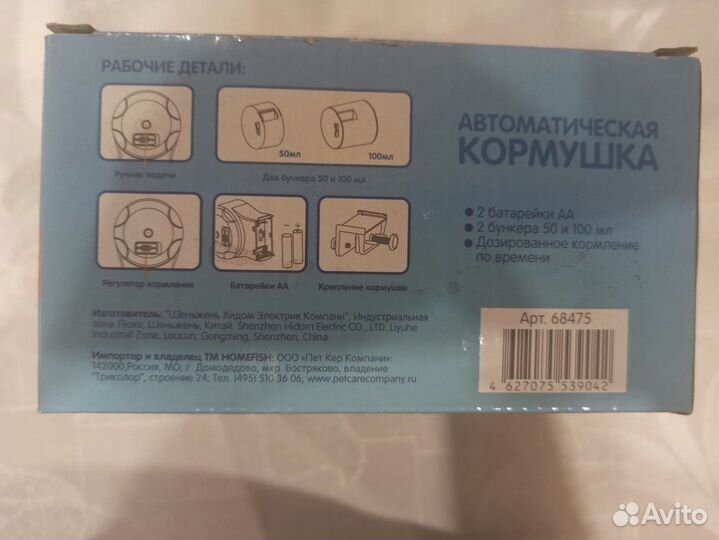 РАБОЧИЕ ДЕТАЛИ:
50мл
100мл
Ручная подача
Два бункера 50 и 100 мл
Регулятор кормления
Батарейки АА
Крепление кормушки
АВТОМАТИЧЕСКАЯ
КОРМУШКА
2 батарейки АА
2 бункера 50 и 100 мл
Дозированное кормление
по времени
Изготовитель: "Шеньжень Хидом Электрик Компани", Индустриальная
зона Люхе, Шеньжень, Китай. Shenzhen Hidom Electric CO., LTD. Liyuhe
Industrial Zone, Loucun, Gongming, Shenzhen, China.
Импортер и владелец ТМ HOMEFISH: ООО «Пет Кер Компани»:
142000,Россия, МО, г. Домодедово, мкр. Востряково, владение
"Триколор", строение 24; Тел. (495) 510 36 06; www.petcarecompany.ru
Арт. 68475
4 627075 539042
Avito